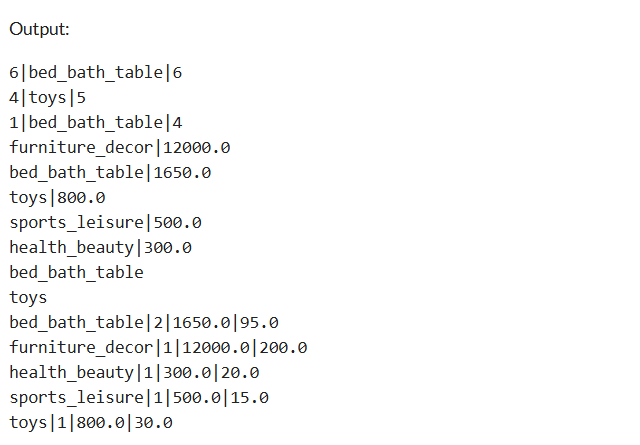 Output:
6|bed_bath_table|6
4|toys|5
1|bed_bath_table|4
furniture_decor|12000.0
bed_bath_table|1650.0
toys|800.0
sports_leisure|500.0
health_beauty|300.0
bed_bath_table
toys
bed_bath_table|2|1650.0|95.0
furniture_decor|1|12000.0|200.0
health_beauty|1|300.0|20.0
sports_leisure|1|500.0|15.0
toys|1|800.0|30.0